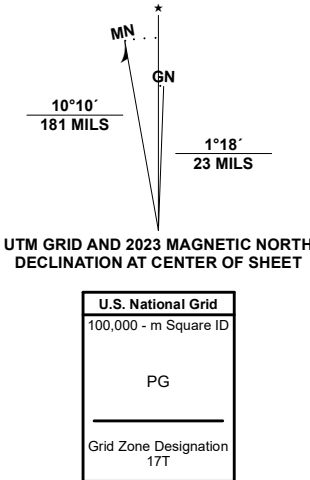 ★
MN
GN
10°10´
181 MILS
1°18´
23 MILS
UTM GRID AND 2023 MAGNETIC NORTH
DECLINATION AT CENTER OF SHEET
U.S. National Grid
100,000 - m Square ID
PG
Grid Zone Designation
17T